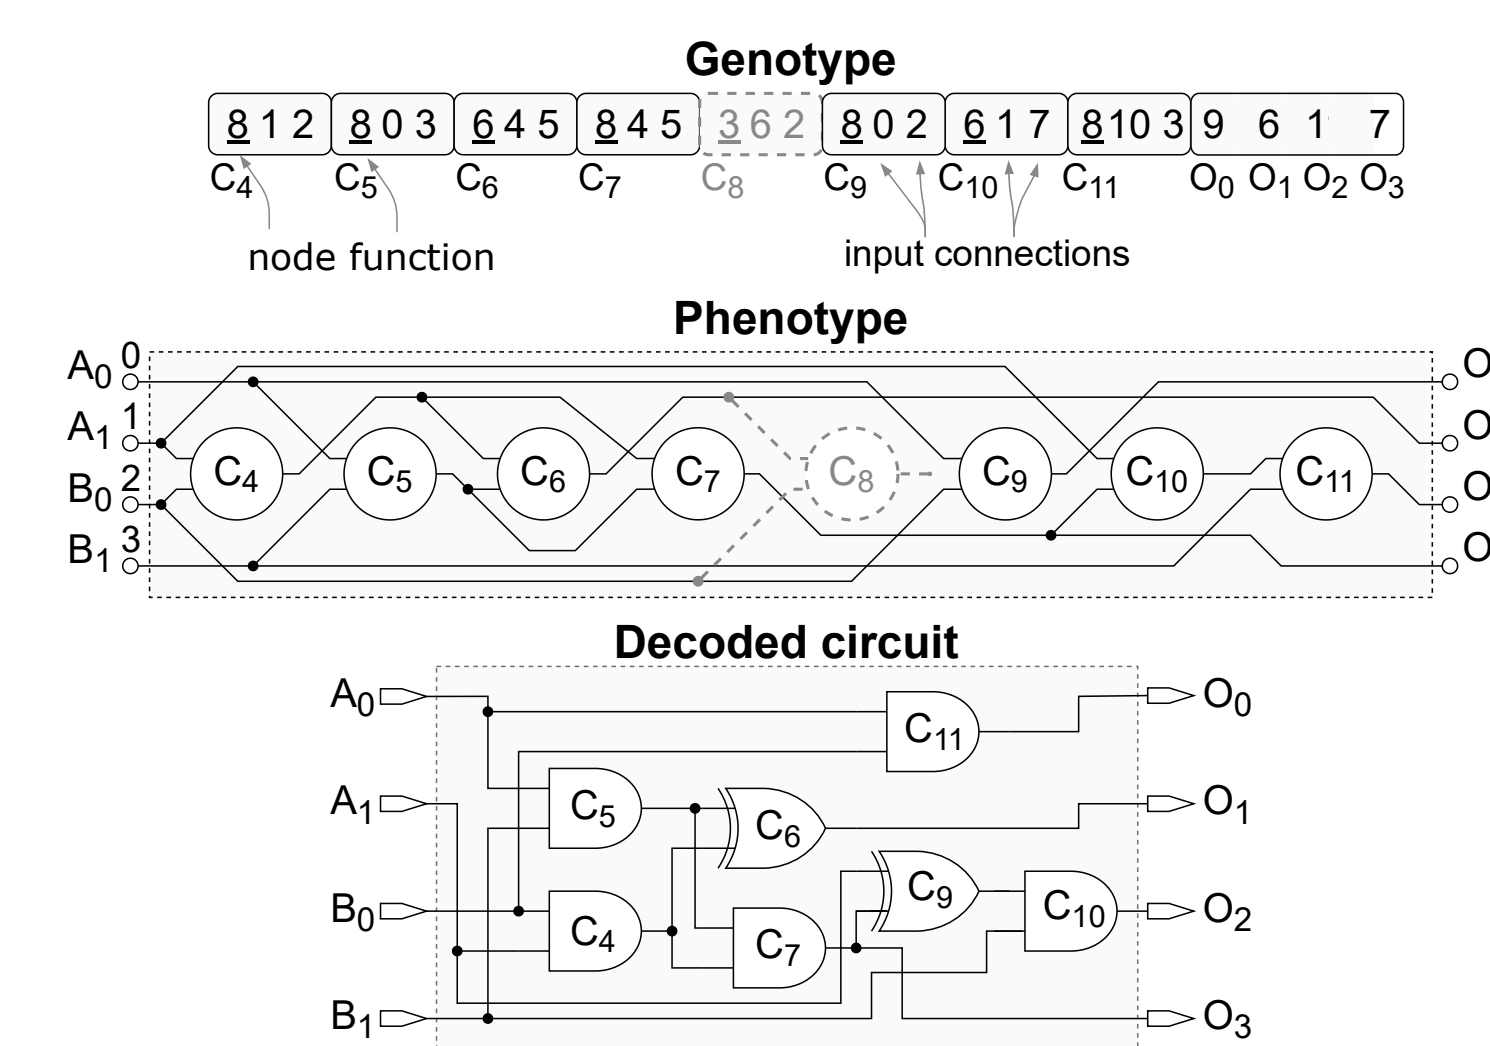 Genotype
8 1 2 8 0 3 6 4 5 8 4 5 3 6 2 8 0 2 6 1 7 8 10 3 9 6 1 7
C4 C5 C6 C7 C8 C9 C10 C11 O0 O1 O2 O3
node function
input connections
Phenotype
A0 0 O
A1 1 O
C4 C5 C6 C7 C8 C9 C10 C11
B0 2 O
B1 3 O
Decoded circuit
A0 C11 O0
A1 C5 C6 O1
B0 C4 C7 C9 C10 O2
B1 O3